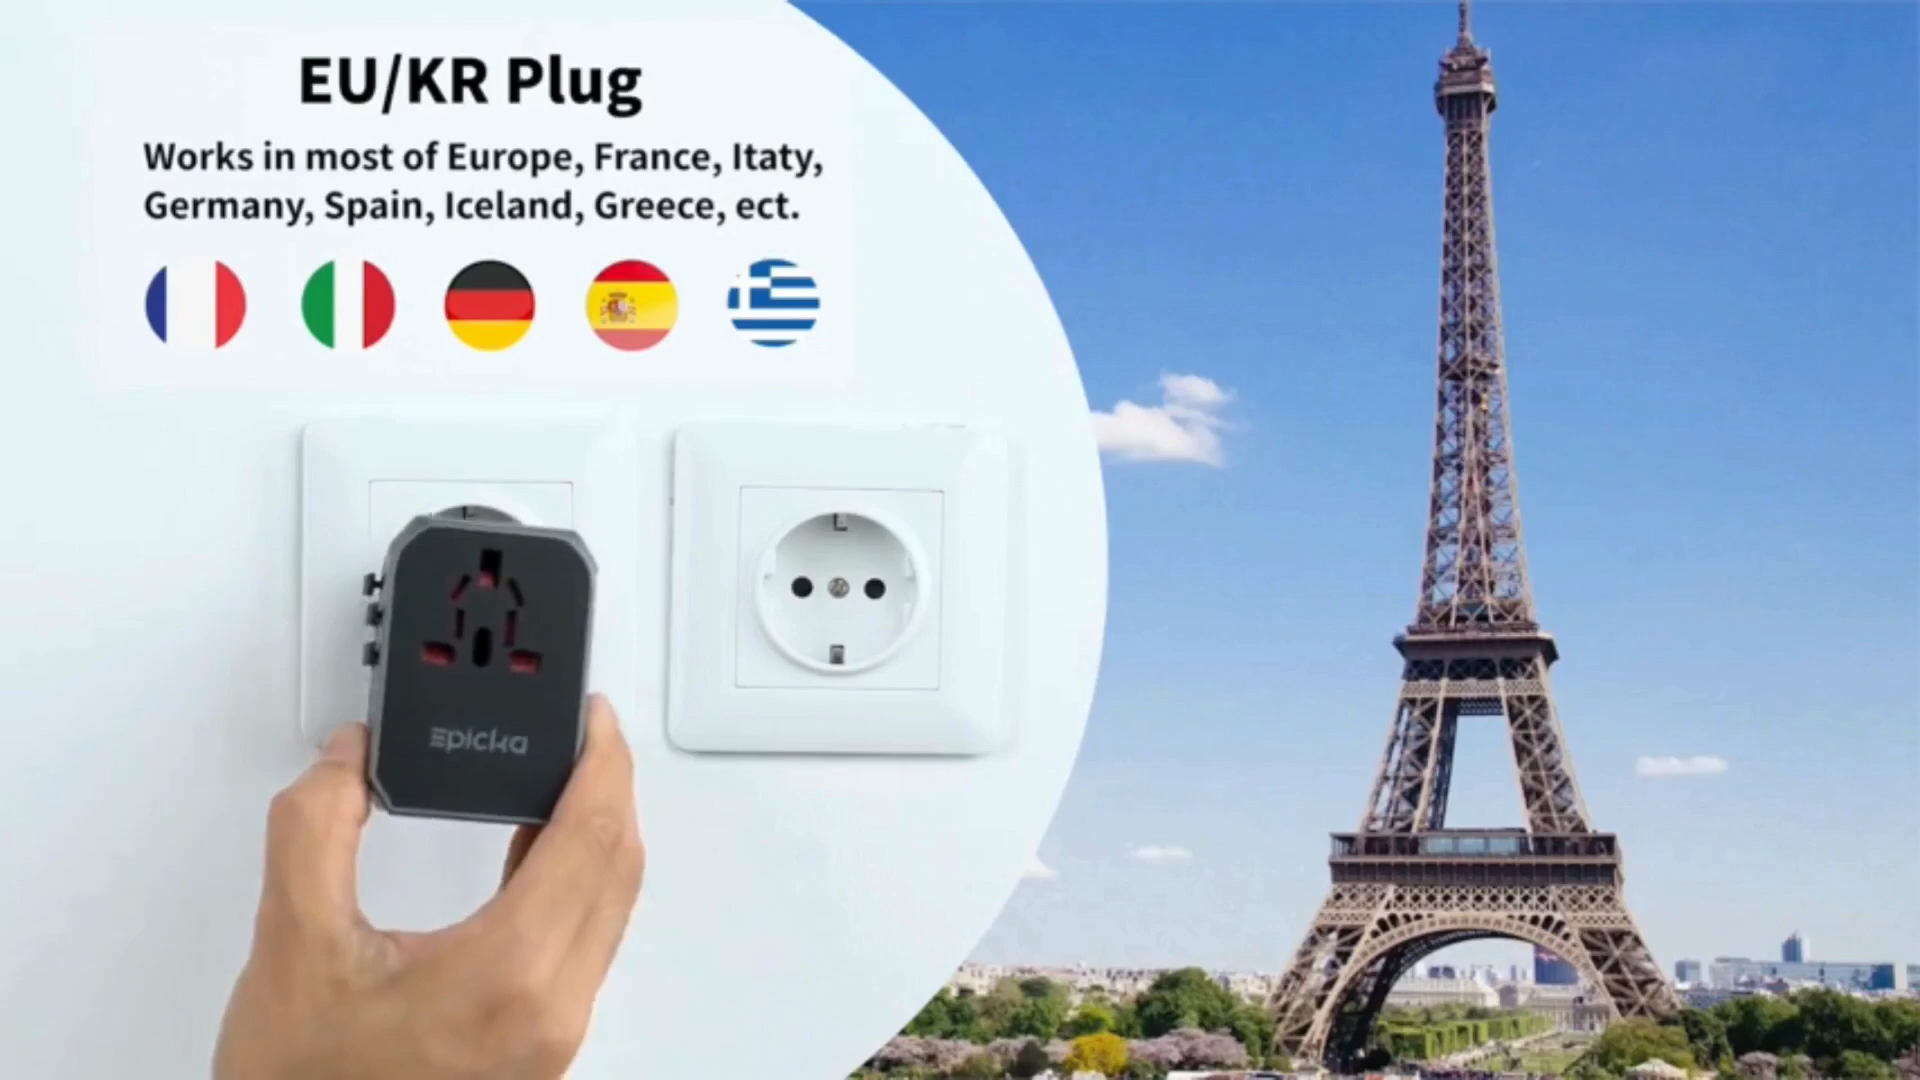 EU/KR Plug
Works in most of Europe, France, Itaty,
Germany, Spain, Iceland, Greece, ect.
epicka